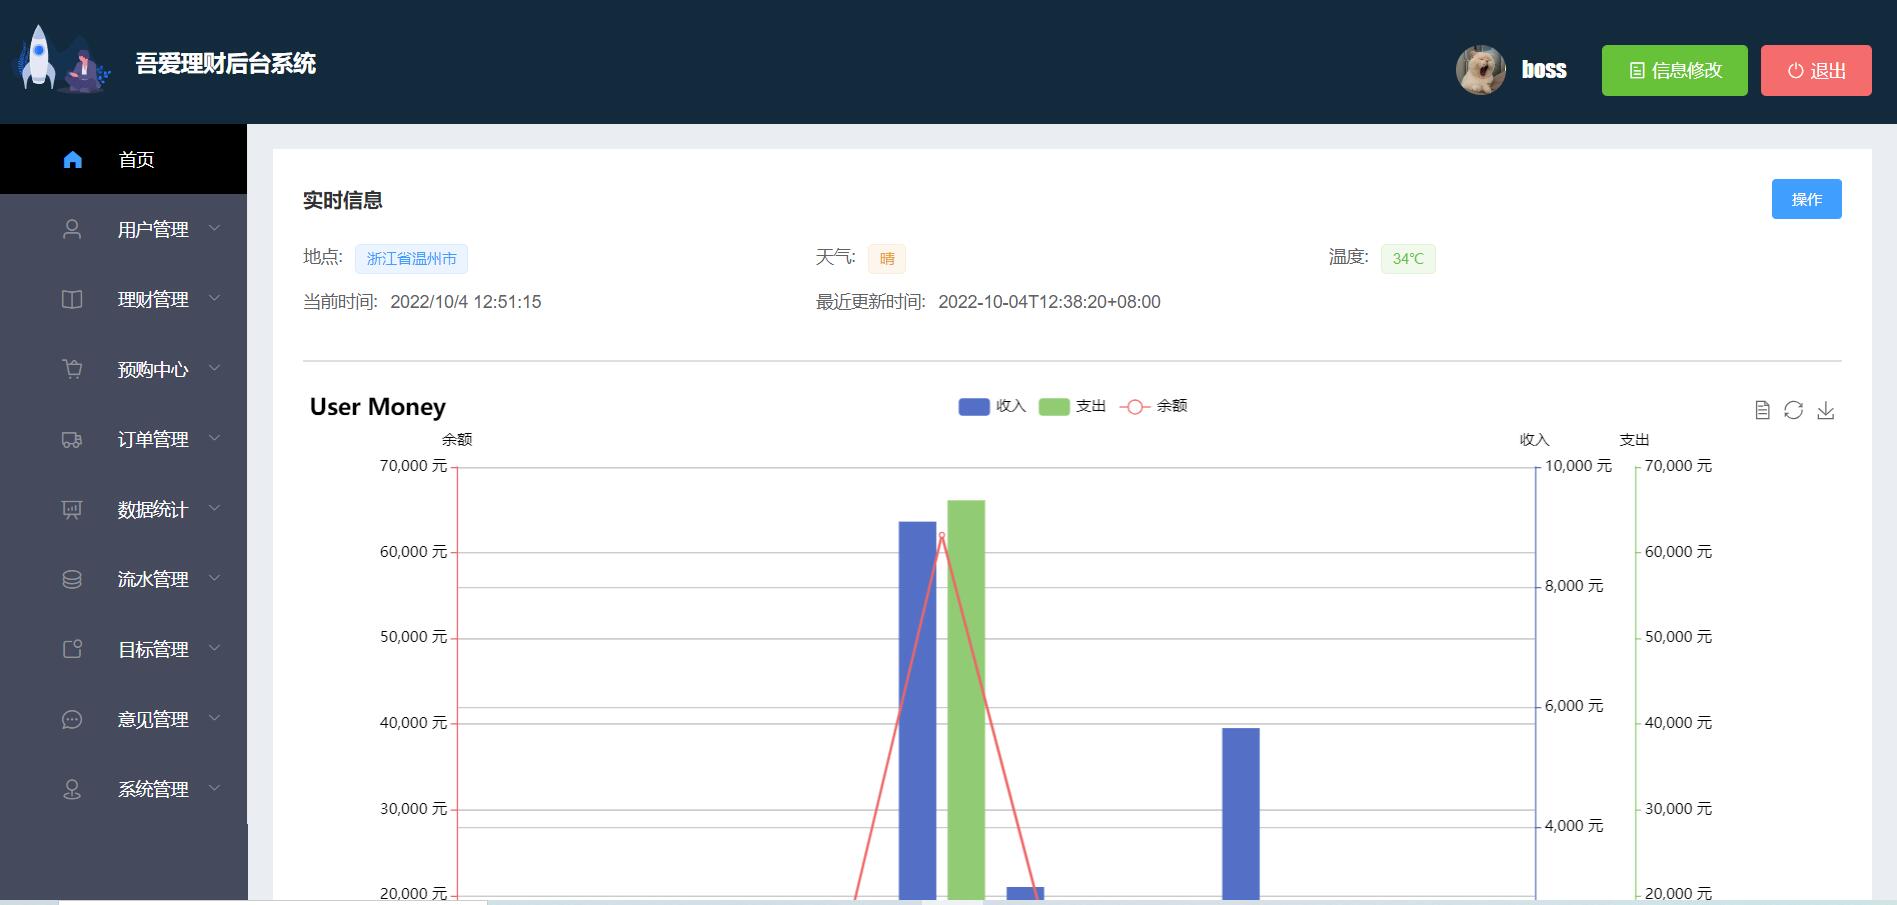 吾爱理财后台系统
boss
信息修改
退出
首页
用户管理
理财管理
预购中心
订单管理
数据统计
流水管理
目标管理
意见管理
系统管理
实时信息
操作
地点: 浙江省温州市
天气: 晴
温度: 34℃
当前时间: 2022/10/4 12:51:15
最近更新时间: 2022-10-04T12:38:20+08:00
User Money
收入 支出 余额
余额
70,000 元
60,000 元
50,000 元
40,000 元
30,000 元
20,000 元
收入
10,000 元
8,000 元
6,000 元
4,000 元
支出
70,000 元
60,000 元
50,000 元
40,000 元
30,000 元
20,000 元